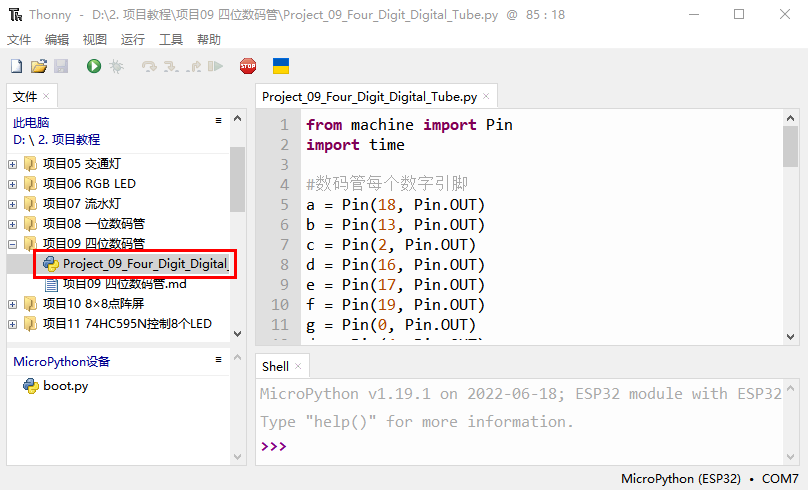 Thonny - D:\2. 项目教程\项目09 四位数码管\Project_09_Four_Digit_Digital_Tube.py @ 85 : 18
文件 编辑 视图 运行 工具 帮助
STOP
文件 ×
此电脑
D: \ 2. 项目教程
项目05 交通灯
项目06 RGB LED
项目07 流水灯
项目08 一位数码管
项目09 四位数码管
Project_09_Four_Digit_Digital_
项目09 四位数码管.md
项目10 8×8点阵屏
项目11 74HC595N控制8个LED
MicroPython设备
boot.py
Project_09_Four_Digit_Digital_Tube.py ×
1 from machine import Pin
2 import time
3
4 #数码管每个数字引脚
5 a = Pin(18, Pin.OUT)
6 b = Pin(13, Pin.OUT)
7 c = Pin(2, Pin.OUT)
8 d = Pin(16, Pin.OUT)
9 e = Pin(17, Pin.OUT)
10 f = Pin(19, Pin.OUT)
11 g = Pin(0, Pin.OUT)
Shell ×
MicroPython v1.19.1 on 2022-06-18; ESP32 module with ESP32
Type "help()" for more information.
>>>
MicroPython (ESP32) • COM7